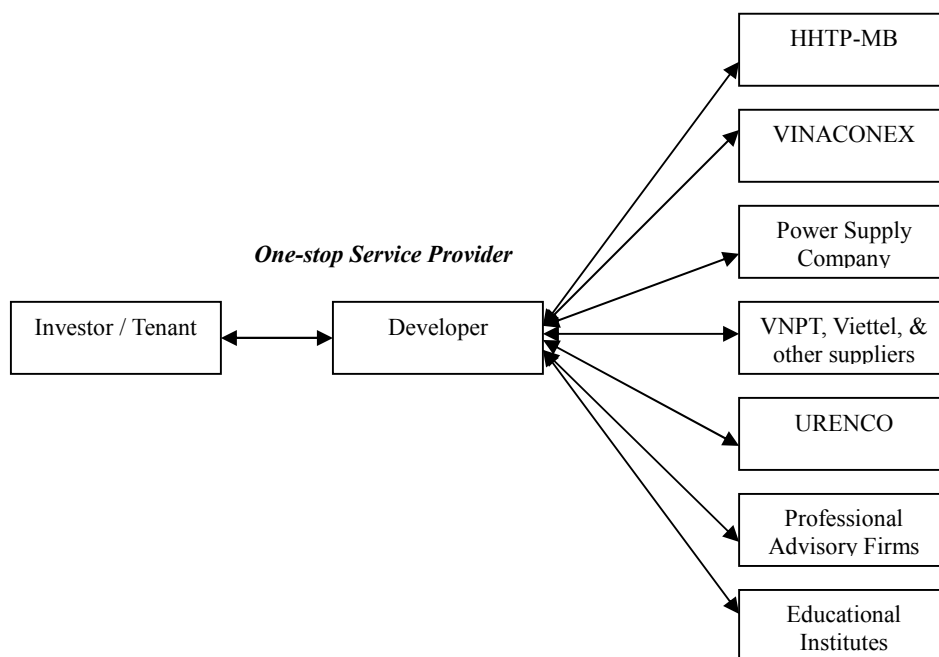 HHTP-MB
VINACONEX
Power Supply
Company
One-stop Service Provider
Investor / Tenant
Developer
VNPT, Viettel, &
other suppliers
URENCO
Professional
Advisory Firms
Educational
Institutes